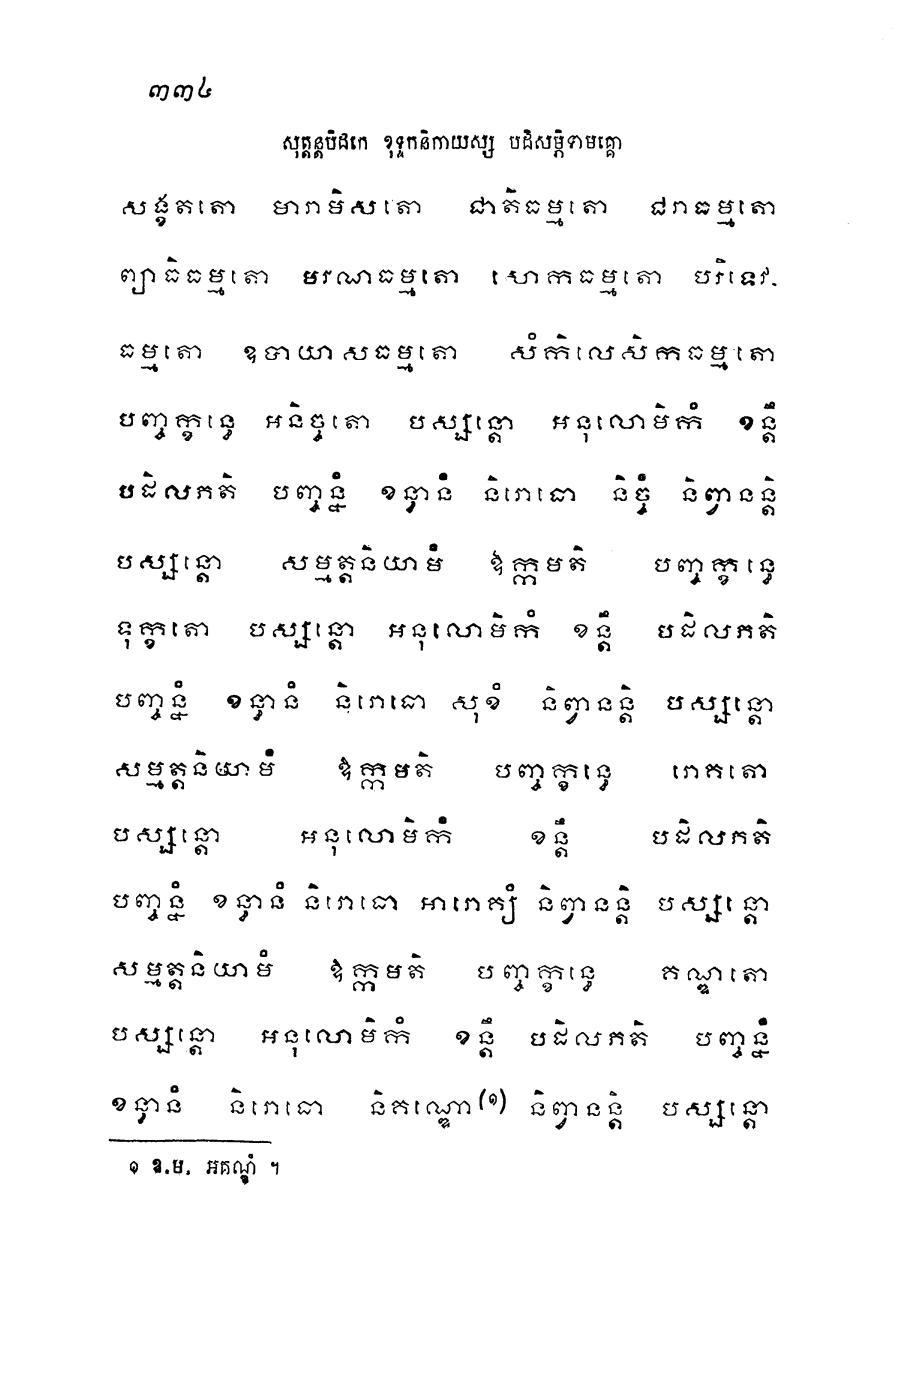 ៣៣៤
សុត្តន្តបិដកេ ខុទ្ទកនិកាយស្ស បដិសម្ភិទាមគ្គោ
សង្ខតតោ មារាមិសតោ ជាតិធម្មតោ ជរាធម្មតោ
ព្យាធិធម្មតោ មរណធម្មតោ សោកធម្មតោ បរិទេវ-
ធម្មតោ ឧបាយាសធម្មតោ សំកិលេសិកធម្មតោ
បញ្ចក្ខន្ធេ អនិច្ចតោ បស្សន្តោ អនុលោមិកំ ខន្តឹ
បដិលភតិ បញ្ចន្នំ ខន្ធានំ និរោធោ និច្ចំ និព្វានន្តិ
បស្សន្តោ សម្មត្តនិយាមំ ឱក្កមតិ បញ្ចក្ខន្ធេ
ទុក្ខតោ បស្សន្តោ អនុលោមិកំ ខន្តឹ បដិលភតិ
បញ្ចន្នំ ខន្ធានំ និរោធោ សុខំ និព្វានន្តិ បស្សន្តោ
សម្មត្តនិយាមំ ឱក្កមតិ បញ្ចក្ខន្ធេ រោគតោ
បស្សន្តោ អនុលោមិកំ ខន្តឹ បដិលភតិ
បញ្ចន្នំ ខន្ធានំ និរោធោ អារោគ្យំ និព្វានន្តិ បស្សន្តោ
សម្មត្តនិយាមំ ឱក្កមតិ បញ្ចក្ខន្ធេ គណ្ឌតោ
បស្សន្តោ អនុលោមិកំ ខន្តឹ បដិលភតិ បញ្ចន្នំ
ខន្ធានំ និរោធោ និគណ្ឌោ(១) និព្វានន្តិ បស្សន្តោ
១ ឱ.ម. អគណ្ឌំ ។